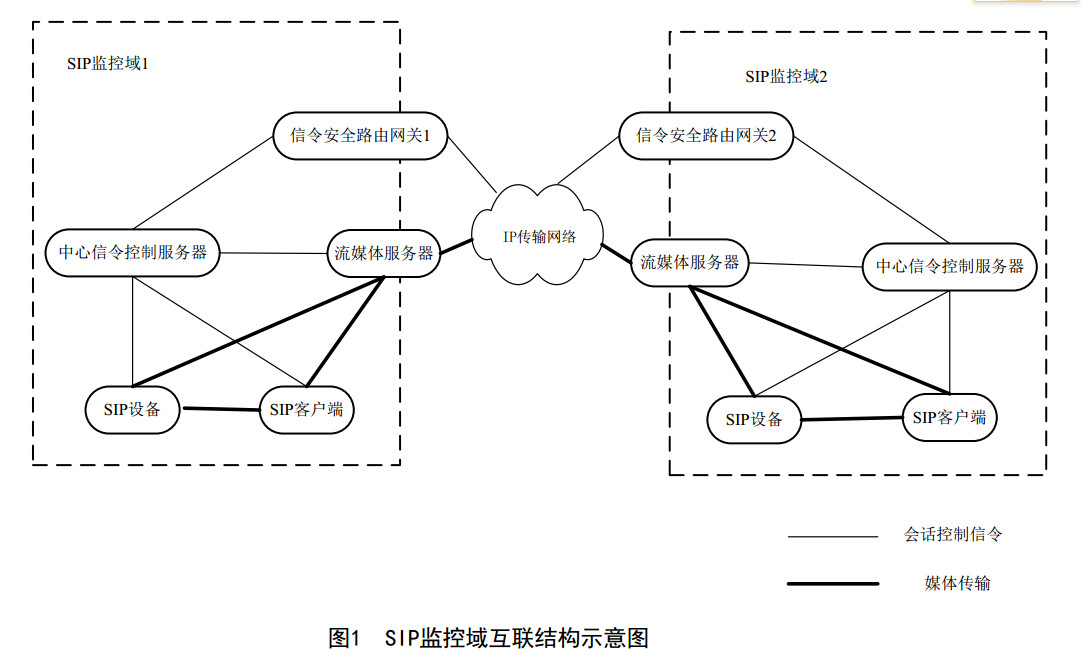 SIP监控域1
SIP监控域2
信令安全路由网关1
信令安全路由网关2
IP传输网络
中心信令控制服务器
流媒体服务器
流媒体服务器
中心信令控制服务器
SIP设备
SIP客户端
SIP设备
SIP客户端
会话控制信令
媒体传输
图1 SIP监控域互联结构示意图